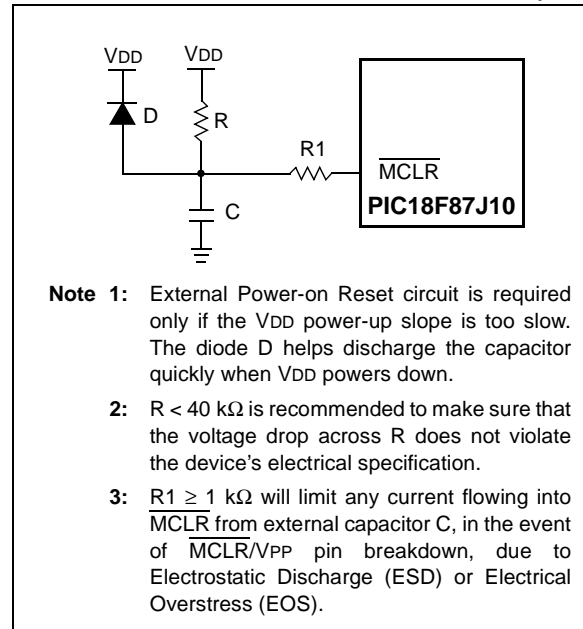 VDD VDD
D
R
R1
MCLR
PIC18F87J10
C
Note 1: External Power-on Reset circuit is required
only if the VDD power-up slope is too slow.
The diode D helps discharge the capacitor
quickly when VDD powers down.
2: R < 40 kΩ is recommended to make sure that
the voltage drop across R does not violate
the device's electrical specification.
3: R1 ≥ 1 kΩ will limit any current flowing into
MCLR from external capacitor C, in the event
of MCLR/VPP pin breakdown, due to
Electrostatic Discharge (ESD) or Electrical
Overstress (EOS).